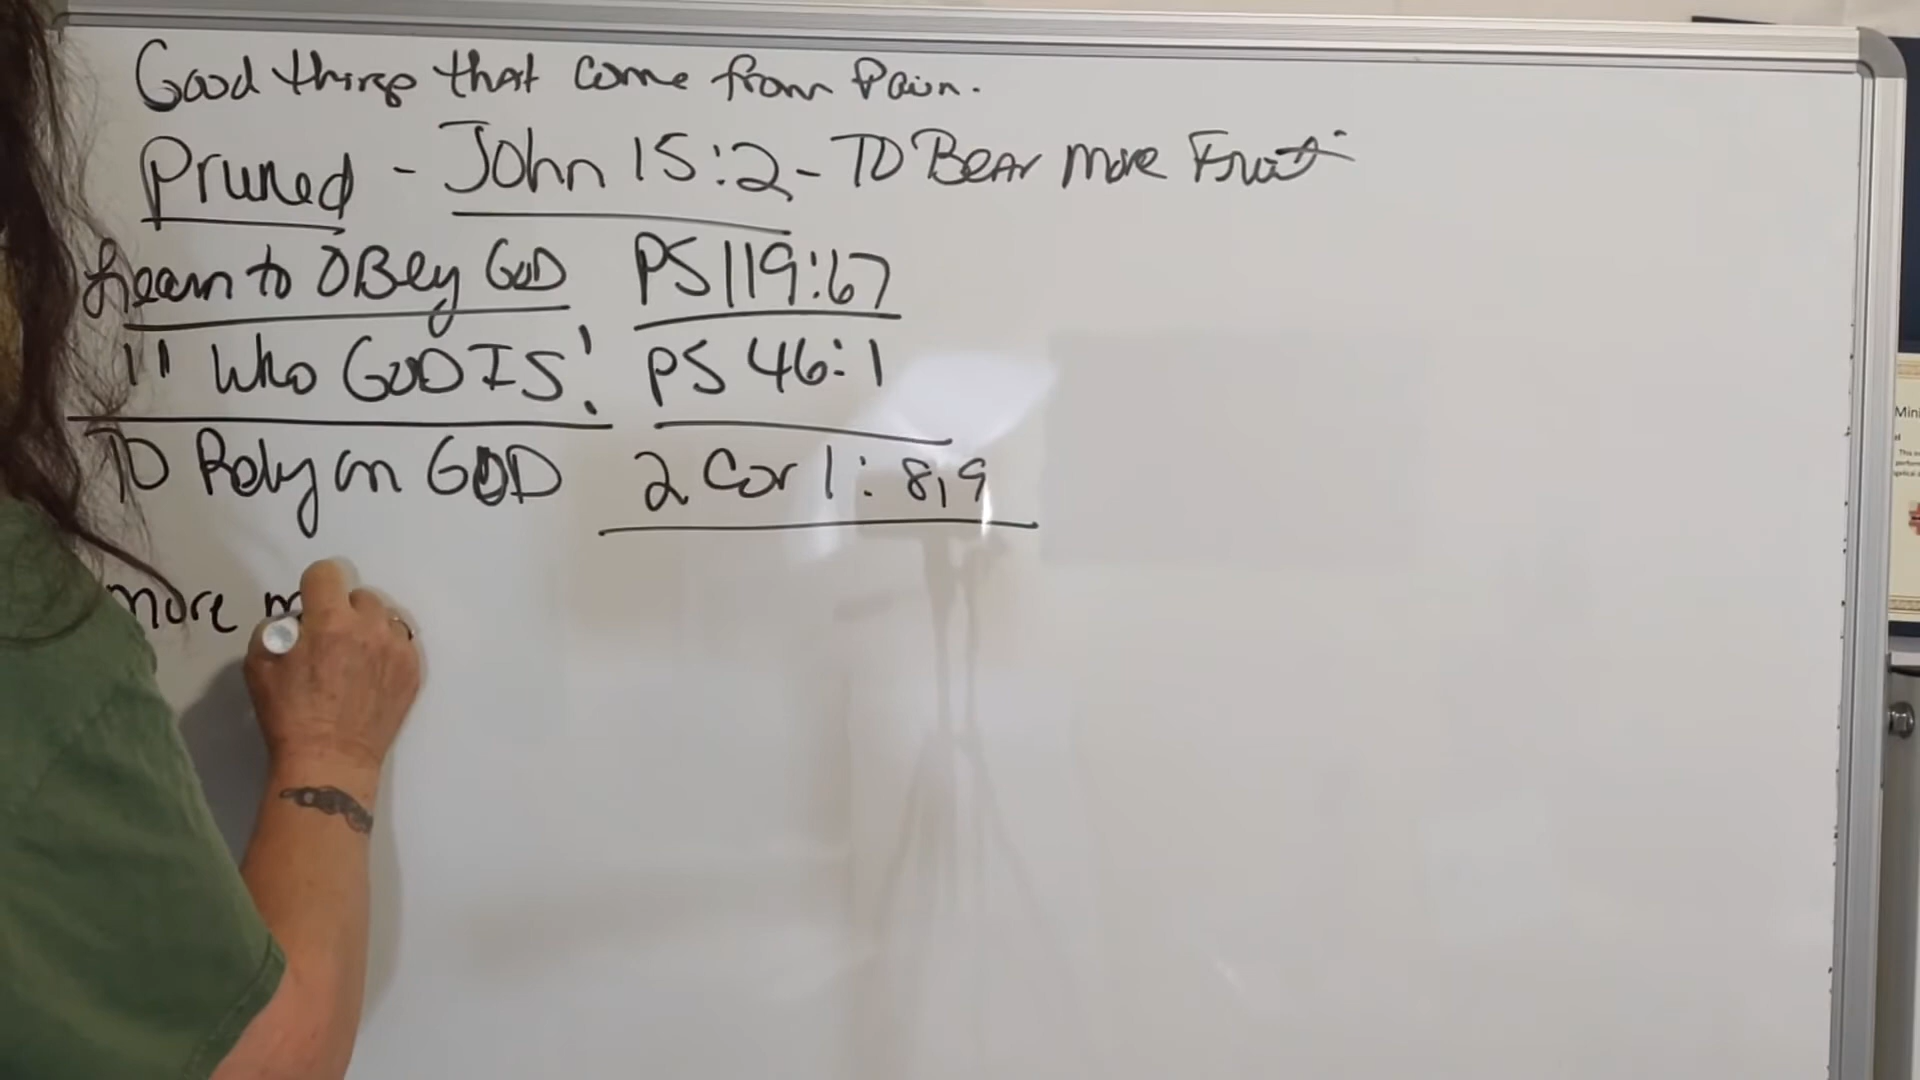 Good things that come from Pain.
Pruned - John 15:2 - TO Bear more Fruit
Learn to OBey GOD PS 119:67
" Who GOD IS! PS 46:1
TO Rely on GOD 2 Cor 1: 8,9
more m
Mini